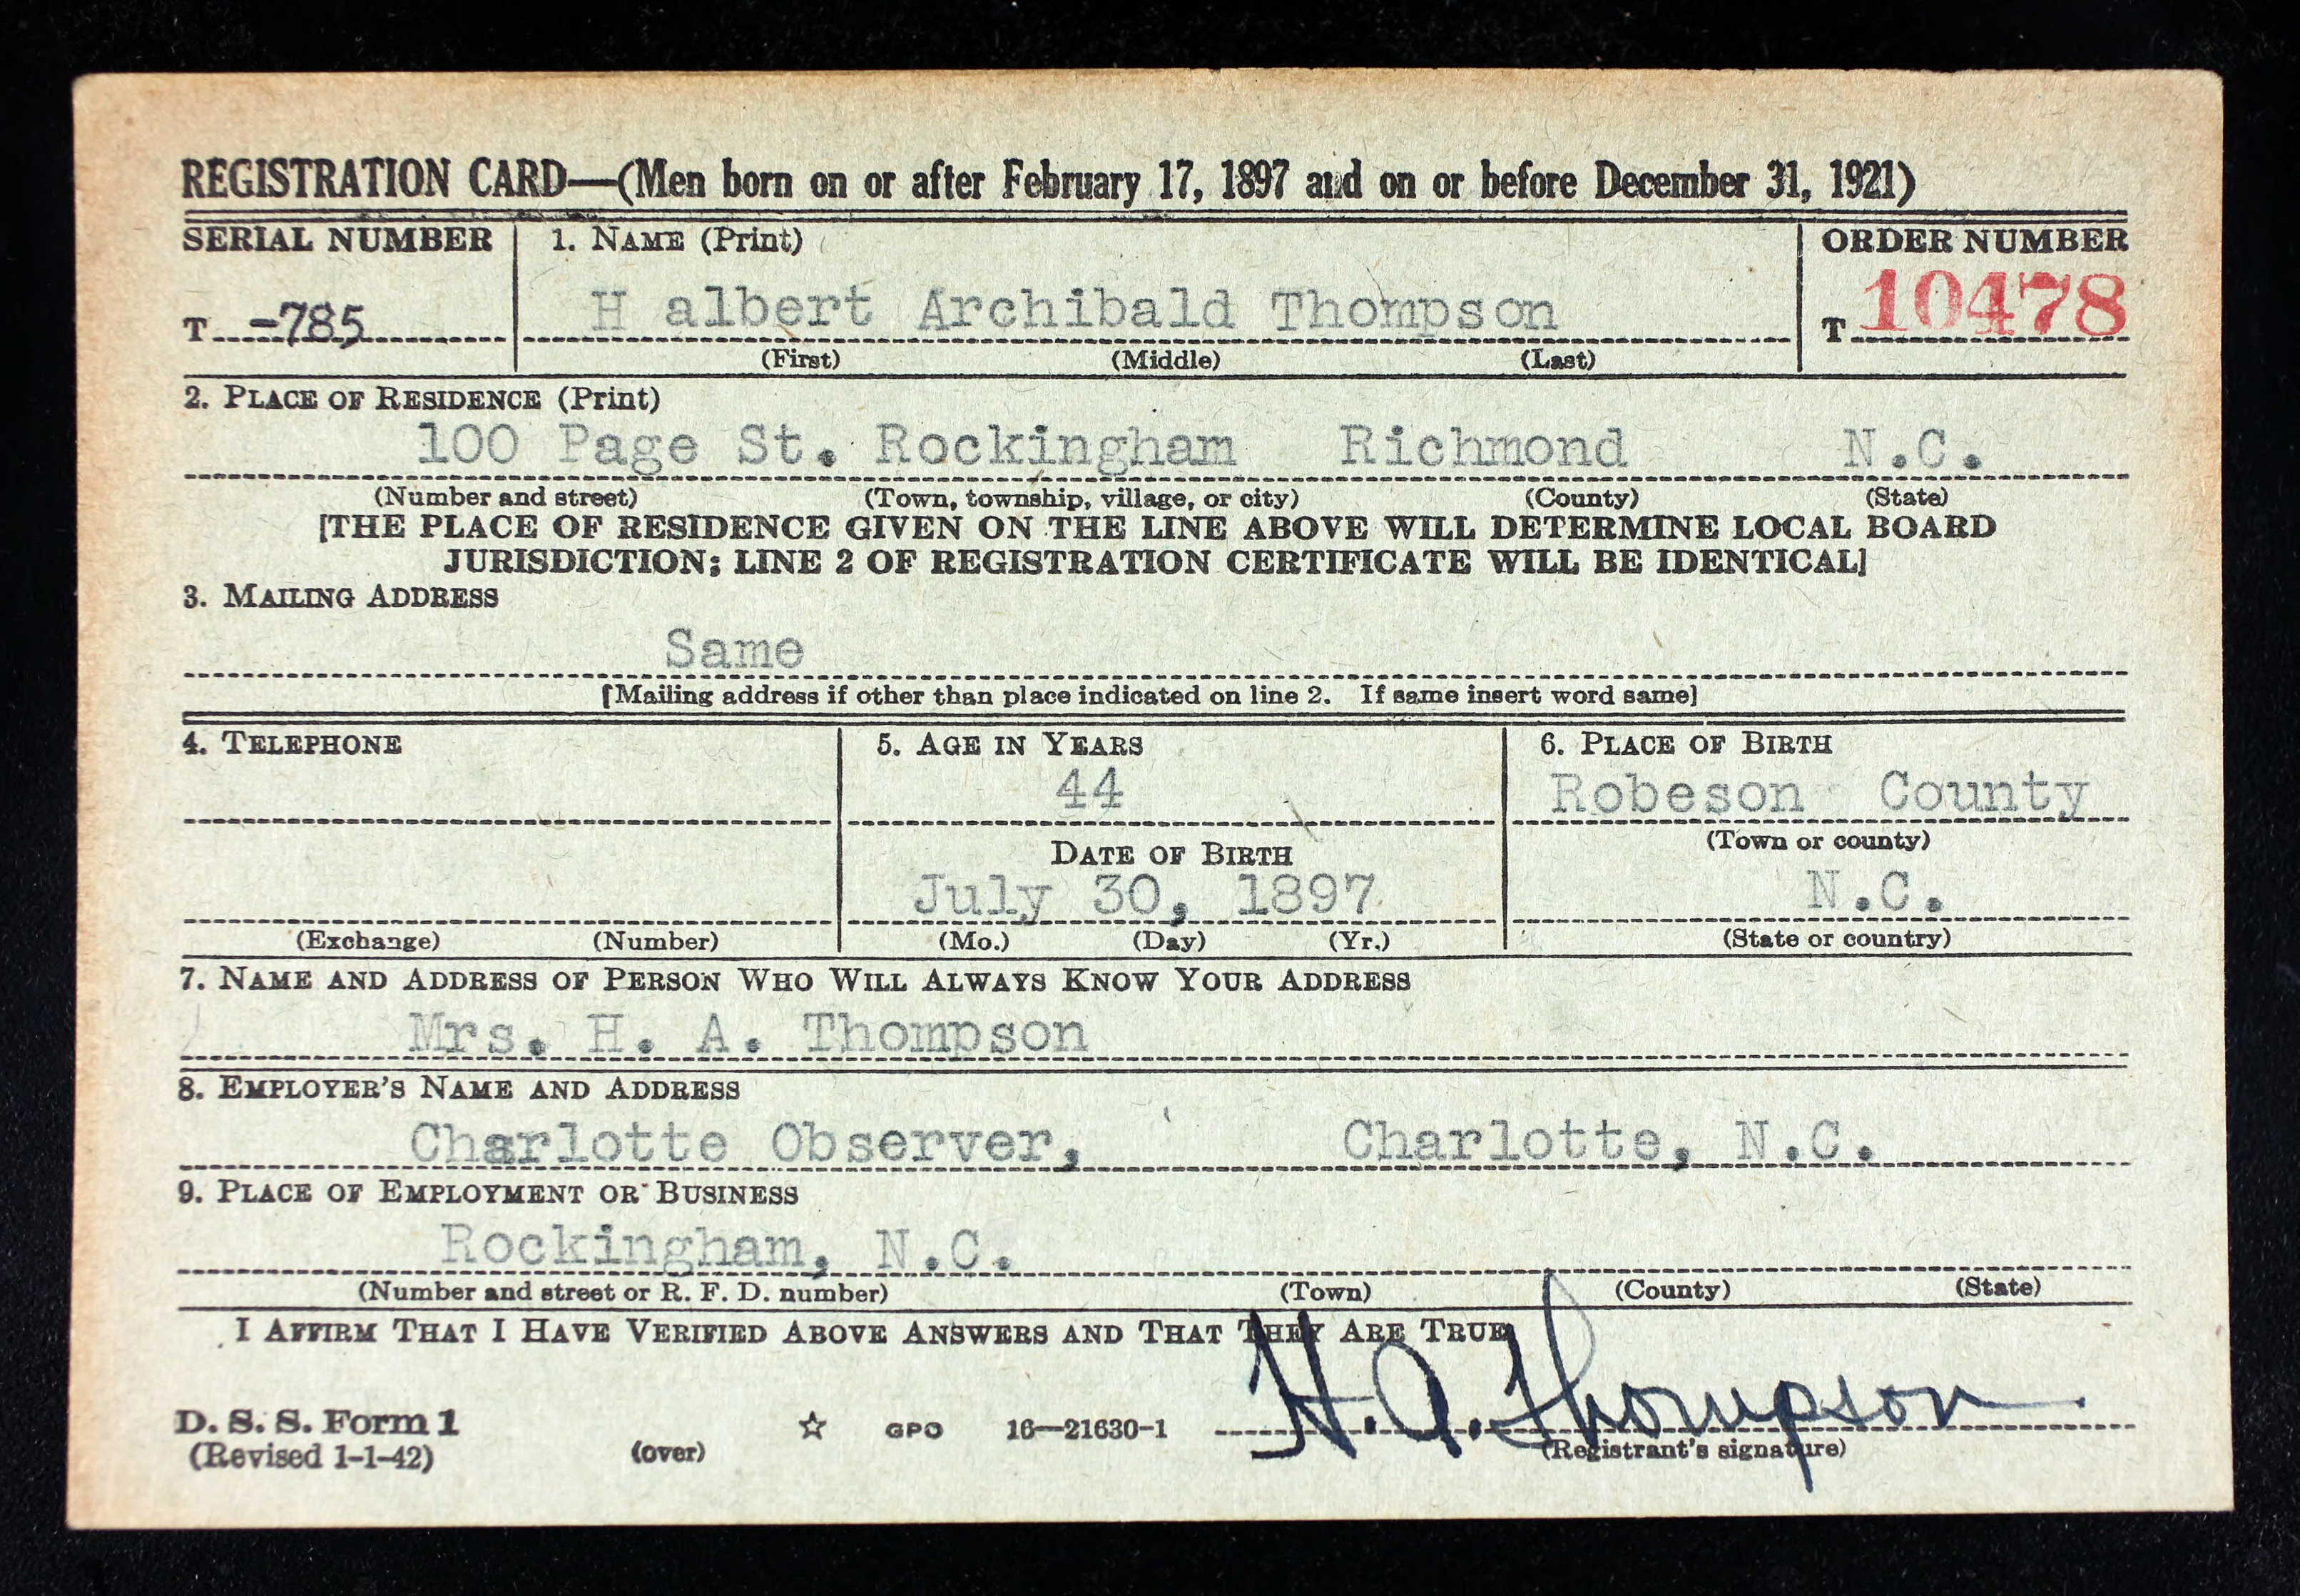 REGISTRATION CARD—(Men born on or after February 17, 1897 and on or before December 31, 1921)
SERIAL NUMBER 1. NAME (Print) ORDER NUMBER
T -785 H albert Archibald Thompson T 10478
(First) (Middle) (Last)
2. PLACE OF RESIDENCE (Print)
100 Page St. Rockingham Richmond N.C.
(Number and street) (Town, township, village, or city) (County) (State)
[THE PLACE OF RESIDENCE GIVEN ON THE LINE ABOVE WILL DETERMINE LOCAL BOARD
JURISDICTION; LINE 2 OF REGISTRATION CERTIFICATE WILL BE IDENTICAL]
3. MAILING ADDRESS
Same
[Mailing address if other than place indicated on line 2. If same insert word same]
4. TELEPHONE 5. AGE IN YEARS 6. PLACE OF BIRTH
44 Robeson County
(Town or county)
DATE OF BIRTH
July 30, 1897 N.C.
(Exchange) (Number) (Mo.) (Day) (Yr.) (State or country)
7. NAME AND ADDRESS OF PERSON WHO WILL ALWAYS KNOW YOUR ADDRESS
Mrs. H. A. Thompson
8. EMPLOYER'S NAME AND ADDRESS
Charlotte Observer, Charlotte, N.C.
9. PLACE OF EMPLOYMENT OR BUSINESS
Rockingham, N.C.
(Number and street or R. F. D. number) (Town) (County) (State)
I AFFIRM THAT I HAVE VERIFIED ABOVE ANSWERS AND THAT THEY ARE TRUE
H. A. Thompson
D. S. S. Form 1 ☆ GPO 16—21630-1
(Revised 1-1-42) (over) (Registrant's signature)